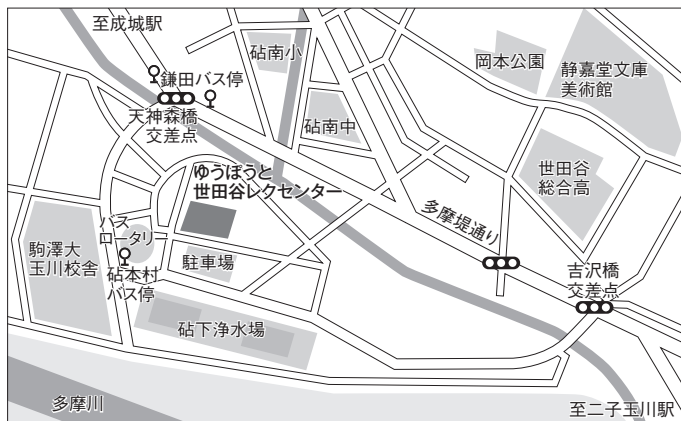 至成城駅
鎌田バス停
天神森橋
交差点
砧南小
砧南中
岡本公園
静嘉堂文庫
美術館
世田谷
総合高
ゆうぽうと
世田谷レクセンター
多摩堤通り
バス
ロータリー
駒澤大
玉川校舎
砧本村
バス停
駐車場
吉沢橋
交差点
砧下浄水場
多摩川
至二子玉川駅